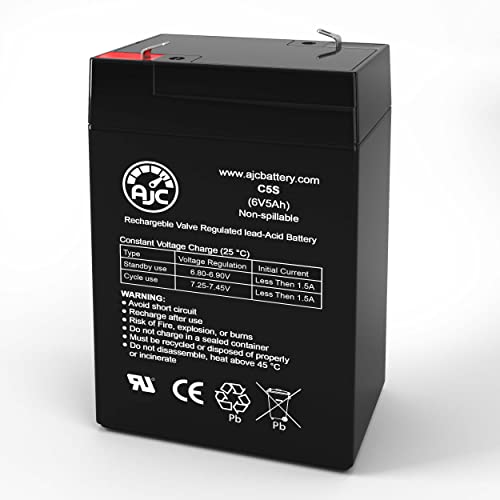 AJC
www.ajcbattery.com
C5S
(6V5Ah)
Non-spillable
Rechargeable Valve Regulated lead-Acid Battery
Constant Voltage Charge (25 °C)
Type Voltage Regulation Initial Current
Standby use 6.80-6.90V Less Then 1.5A
Cycle use 7.25-7.45V Less Then 1.5A
WARNING:
• Avoid short circuit
• Recharge after use
• Risk of Fire, explosion, or burns
• Do not charge in a sealed container
• Must be recycled or disposed of properly
• Do not disassemble, heat above 45 °C
or incinerate
RU CE Pb Pb